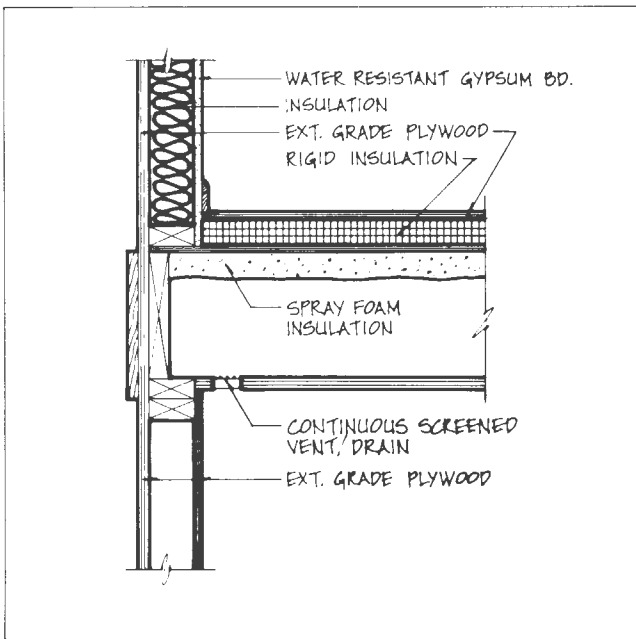 WATER RESISTANT GYPSUM BD.
INSULATION
EXT. GRADE PLYWOOD
RIGID INSULATION
SPRAY FOAM
INSULATION
CONTINUOUS SCREENED
VENT/DRAIN
EXT. GRADE PLYWOOD